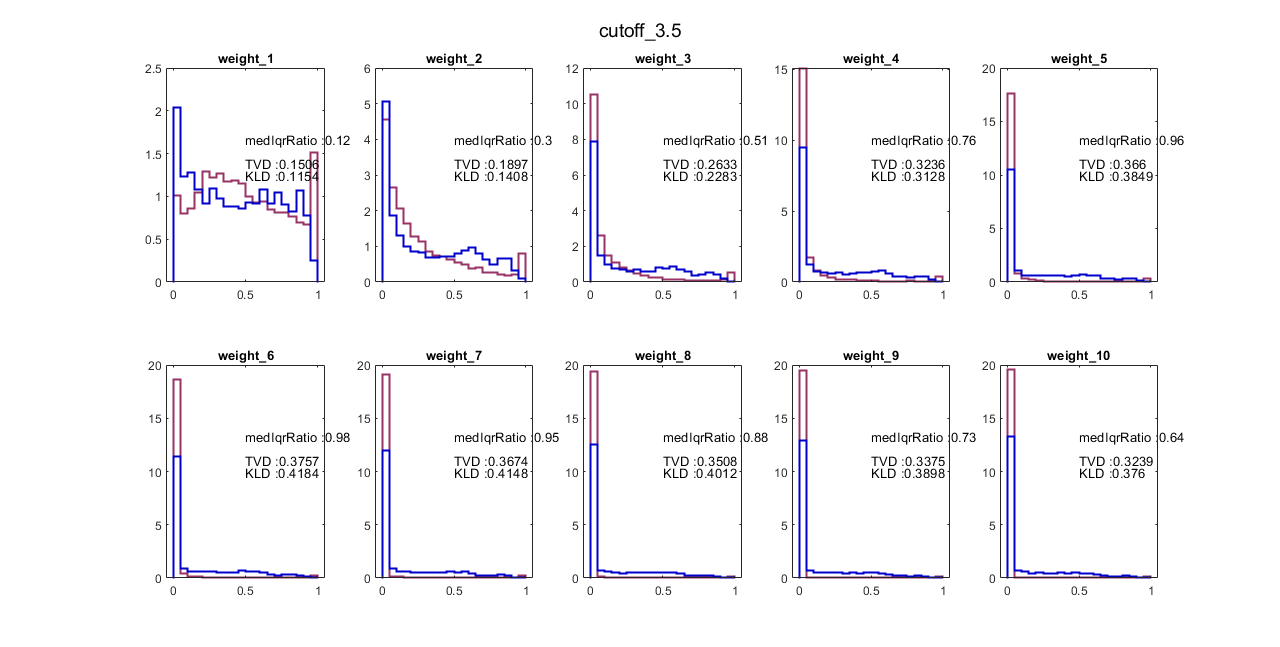 cutoff_3.5
weight_1
2.5
2
1.5
1
0.5
0
medIqrRatio :0.12
TVD :0.1506
KLD :0.1154
0 0.5 1
weight_2
6
5
4
3
2
1
0
medIqrRatio :0.3
TVD :0.1897
KLD :0.1408
0 0.5 1
weight_3
12
10
8
6
4
2
0
medIqrRatio :0.51
TVD :0.2633
KLD :0.2283
0 0.5 1
weight_4
15
10
5
0
medIqrRatio :0.76
TVD :0.3236
KLD :0.3128
0 0.5 1
weight_5
20
15
10
5
0
medIqrRatio :0.96
TVD :0.366
KLD :0.3849
0 0.5 1
weight_6
20
15
10
5
0
medIqrRatio :0.98
TVD :0.3757
KLD :0.4184
0 0.5 1
weight_7
20
15
10
5
0
medIqrRatio :0.95
TVD :0.3674
KLD :0.4148
0 0.5 1
weight_8
20
15
10
5
0
medIqrRatio :0.88
TVD :0.3508
KLD :0.4012
0 0.5 1
weight_9
20
15
10
5
0
medIqrRatio :0.73
TVD :0.3375
KLD :0.3898
0 0.5 1
weight_10
20
15
10
5
0
medIqrRatio :0.64
TVD :0.3239
KLD :0.376
0 0.5 1